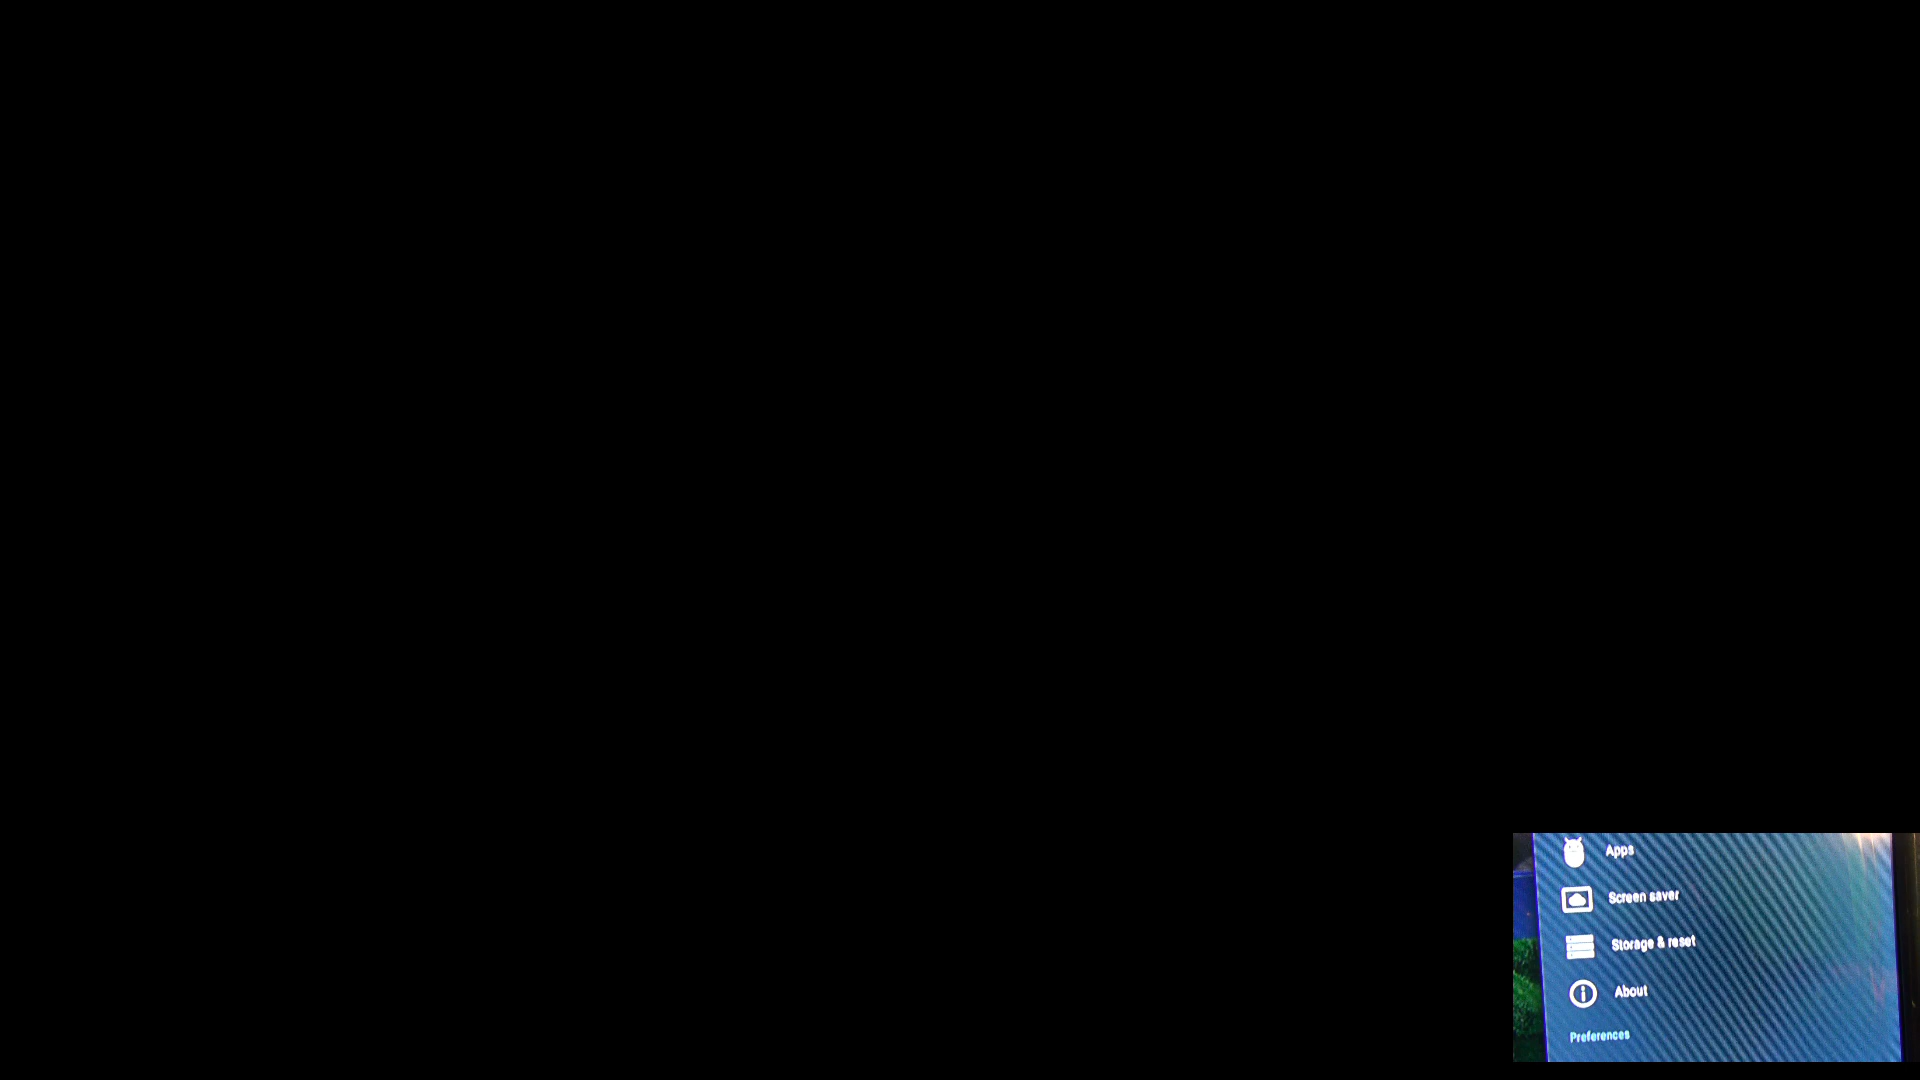 Apps
Screen saver
Storage & reset
About
Preferences